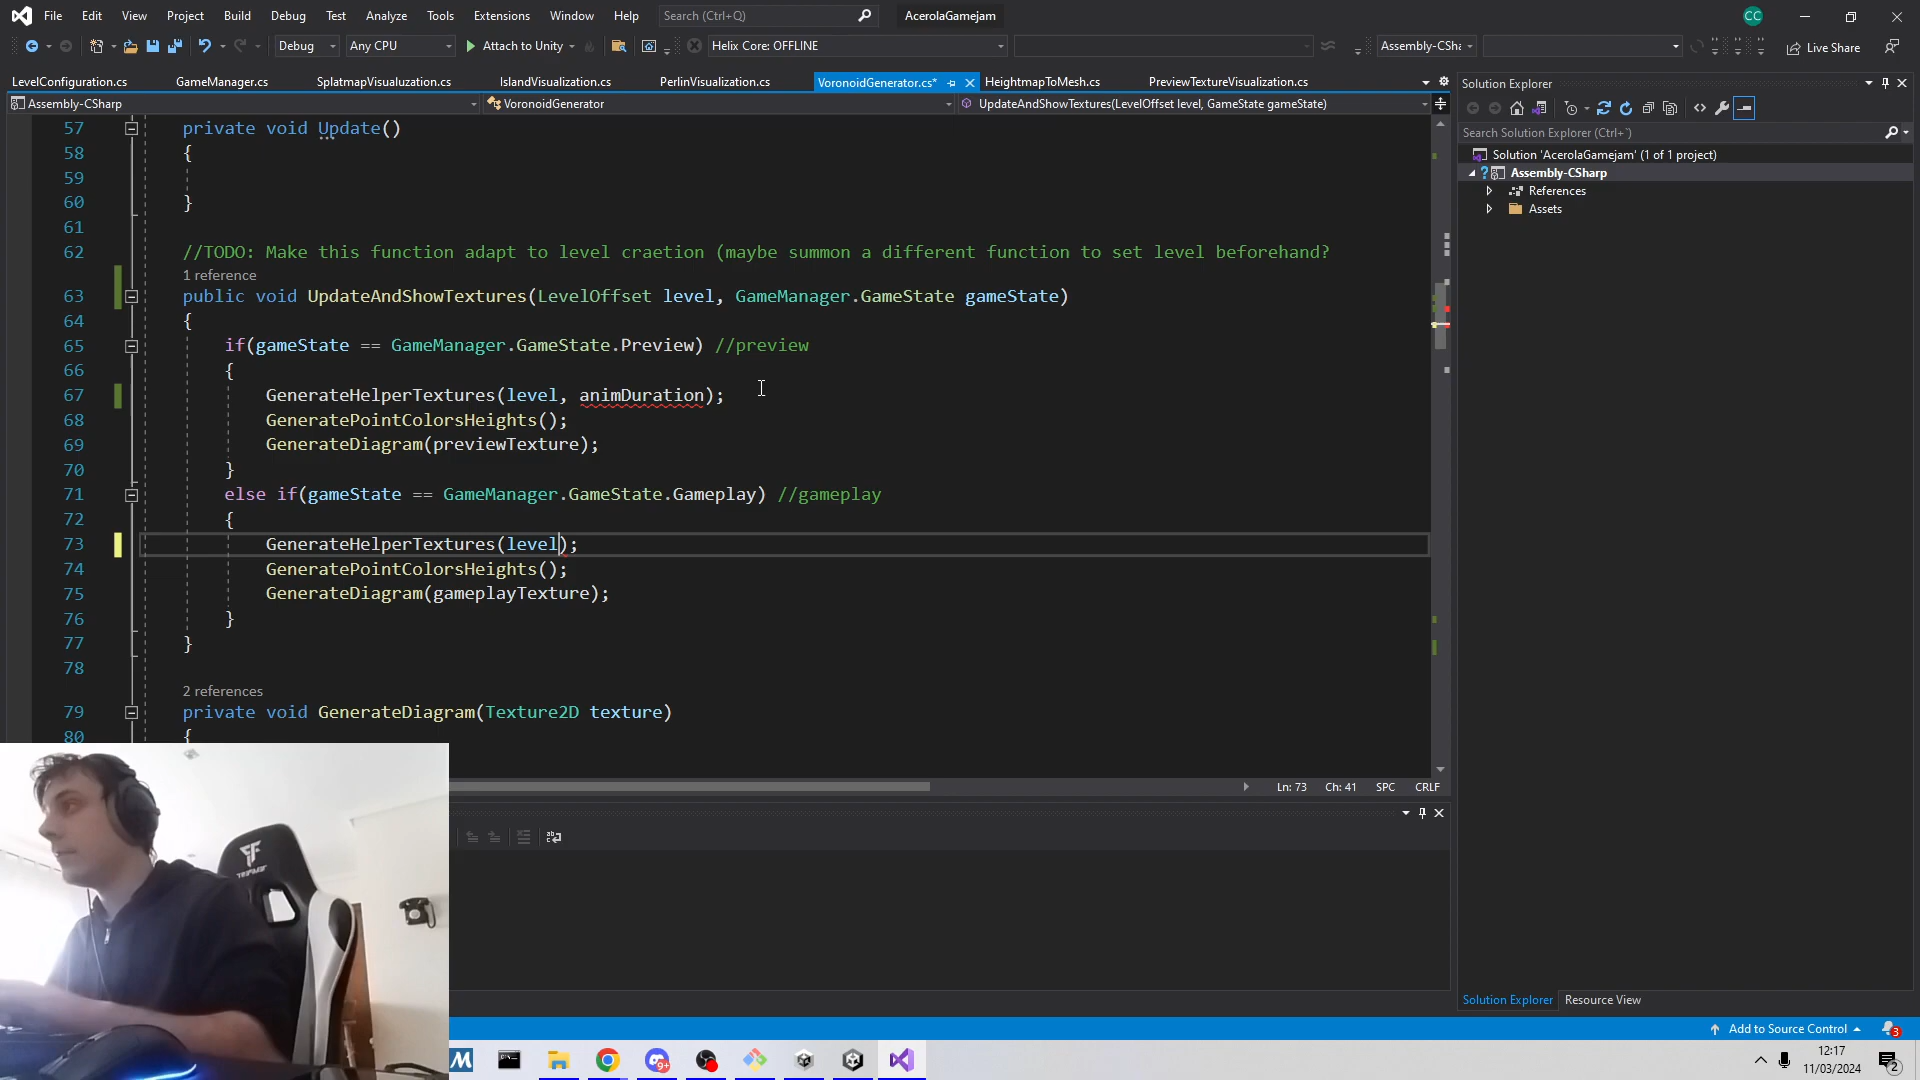 File Edit View Project Build Debug Test Analyze Tools Extensions Window Help Search (Ctrl+Q) AcerolaGamejam CC
Debug Any CPU Attach to Unity Helix Core: OFFLINE Assembly-CSha Live Share
LevelConfiguration.cs GameManager.cs SplatmapVisualuzation.cs IslandVisualization.cs PerlinVisualization.cs VoronoidGenerator.cs* HeightmapToMesh.cs PreviewTextureVisualization.cs
Assembly-CSharp VoronoidGenerator UpdateAndShowTextures(LevelOffset level, GameState gameState)
57 private void Update()
58 {
59
60 }
61
62 //TODO: Make this function adapt to level craetion (maybe summon a different function to set level beforehand?
1 reference
63 public void UpdateAndShowTextures(LevelOffset level, GameManager.GameState gameState)
64 {
65 if(gameState == GameManager.GameState.Preview) //preview
66 {
67 GenerateHelperTextures(level, animDuration);
68 GeneratePointColorsHeights();
69 GenerateDiagram(previewTexture);
70 }
71 else if(gameState == GameManager.GameState.Gameplay) //gameplay
72 {
73 GenerateHelperTextures(level);
74 GeneratePointColorsHeights();
75 GenerateDiagram(gameplayTexture);
76 }
77 }
78
2 references
79 private void GenerateDiagram(Texture2D texture)
80 {
Ln: 73 Ch: 41 SPC CRLF
Solution Explorer
Search Solution Explorer (Ctrl+¨)
Solution 'AcerolaGamejam' (1 of 1 project)
Assembly-CSharp
References
Assets
Solution Explorer Resource View
Add to Source Control 3
12:17
11/03/2024
2